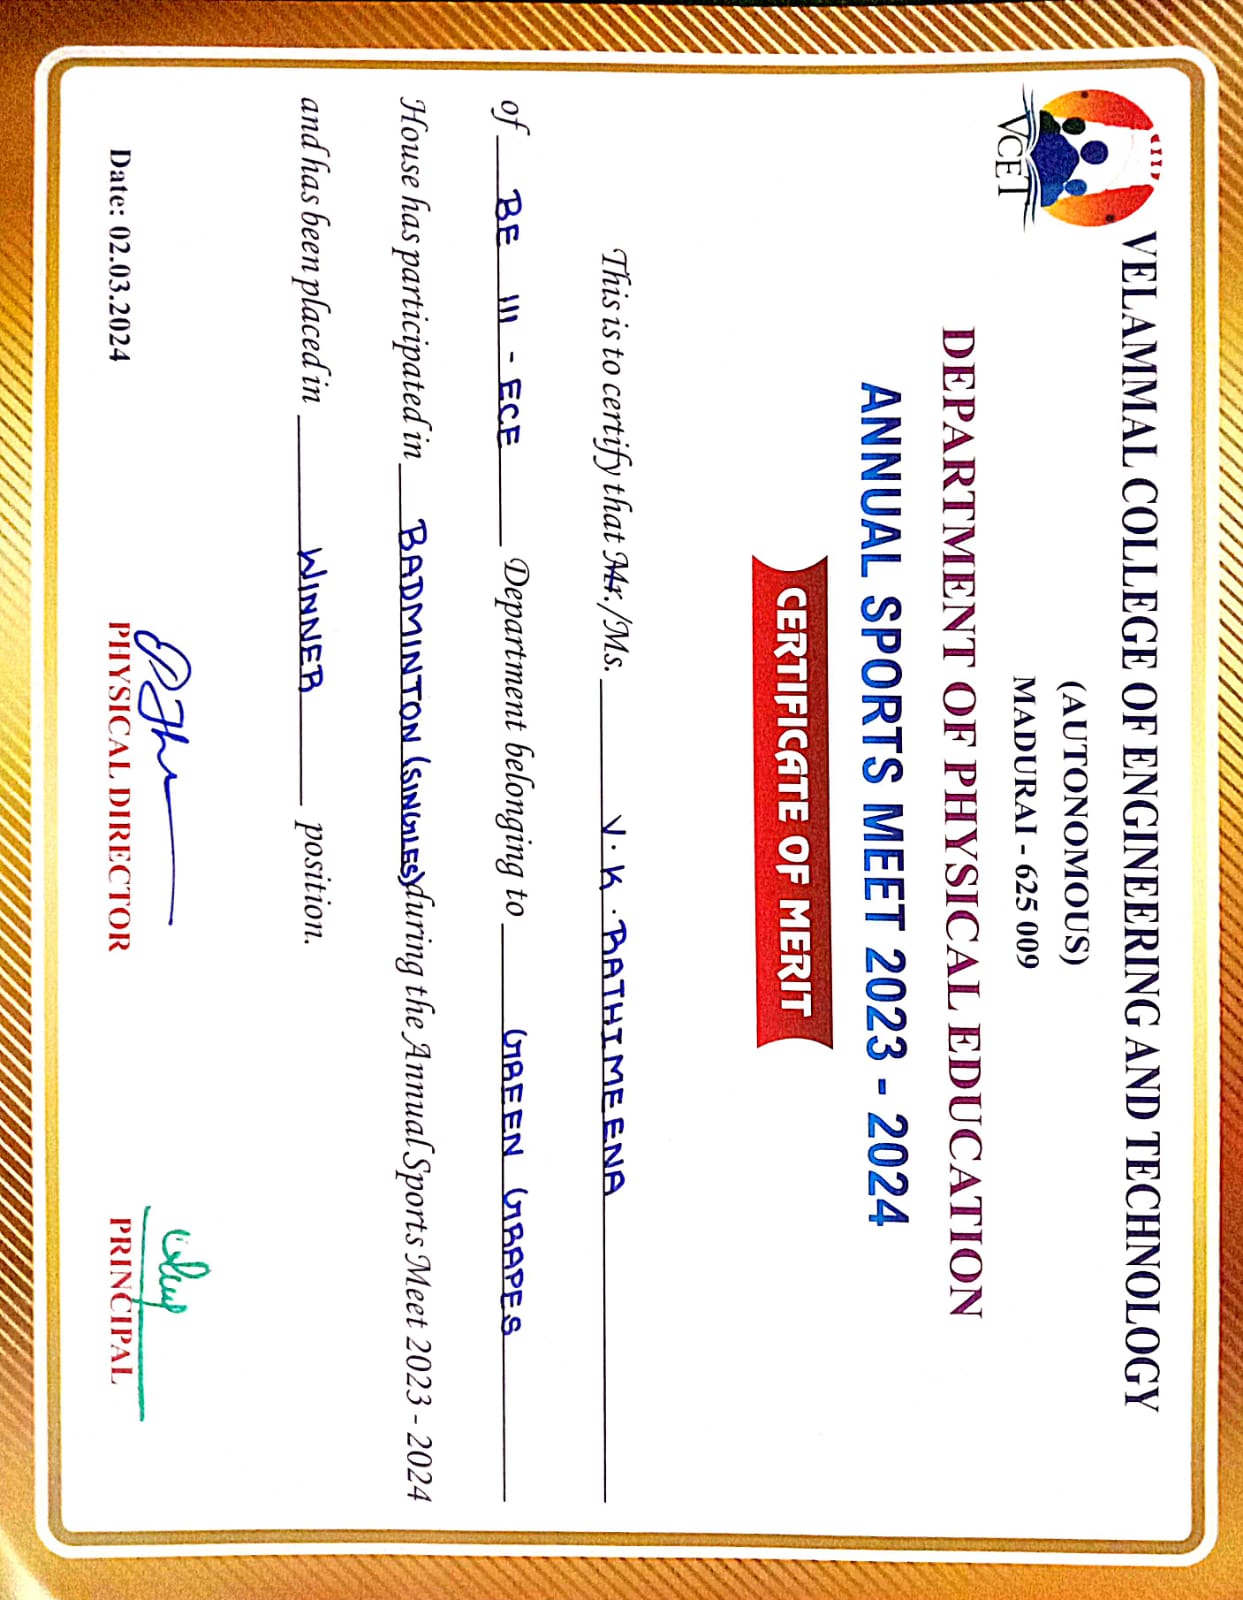 VELAMMAL COLLEGE OF ENGINEERING AND TECHNOLOGY
VCET
(AUTONOMOUS)
MADURAI - 625 009
DEPARTMENT OF PHYSICAL EDUCATION
ANNUAL SPORTS MEET 2023 - 2024
CERTIFICATE OF MERIT
This is to certify that Mr./Ms. V. K. RATHIMEENA
of BE III - ECE Department belonging to GREEN GRAPES
House has participated in BADMINTON (SINGLES) during the Annual Sports Meet 2023 - 2024
and has been placed in WINNER position.
Date: 02.03.2024 PHYSICAL DIRECTOR PRINCIPAL